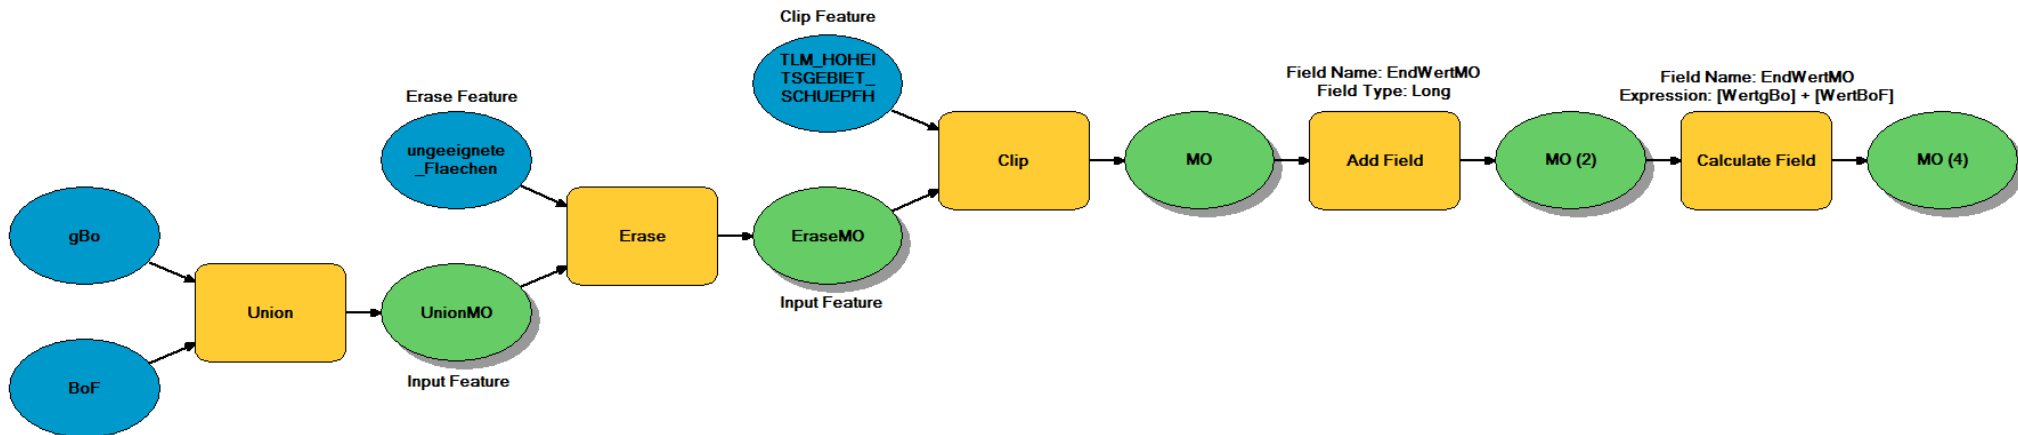 Clip Feature
TLM_HOHEI
TSGEBIET_
SCHUEPFH
Field Name: EndWertMO
Field Type: Long
Field Name: EndWertMO
Expression: [WertgBo] + [WertBoF]
Erase Feature
ungeeignete
_Flaechen
Clip
MO
Add Field
MO (2)
Calculate Field
MO (4)
gBo
Erase
EraseMO
Input Feature
Union
UnionMO
Input Feature
BoF